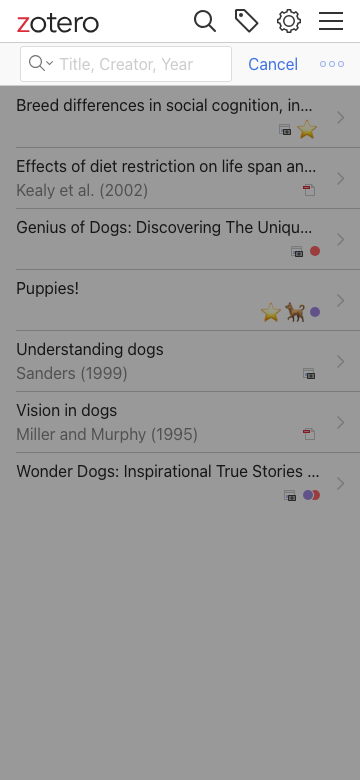 zotero
Title, Creator, Year
Cancel
Breed differences in social cognition, in...
Effects of diet restriction on life span an...
Kealy et al. (2002)
Genius of Dogs: Discovering The Uniqu...
Puppies!
Understanding dogs
Sanders (1999)
Vision in dogs
Miller and Murphy (1995)
Wonder Dogs: Inspirational True Stories ...